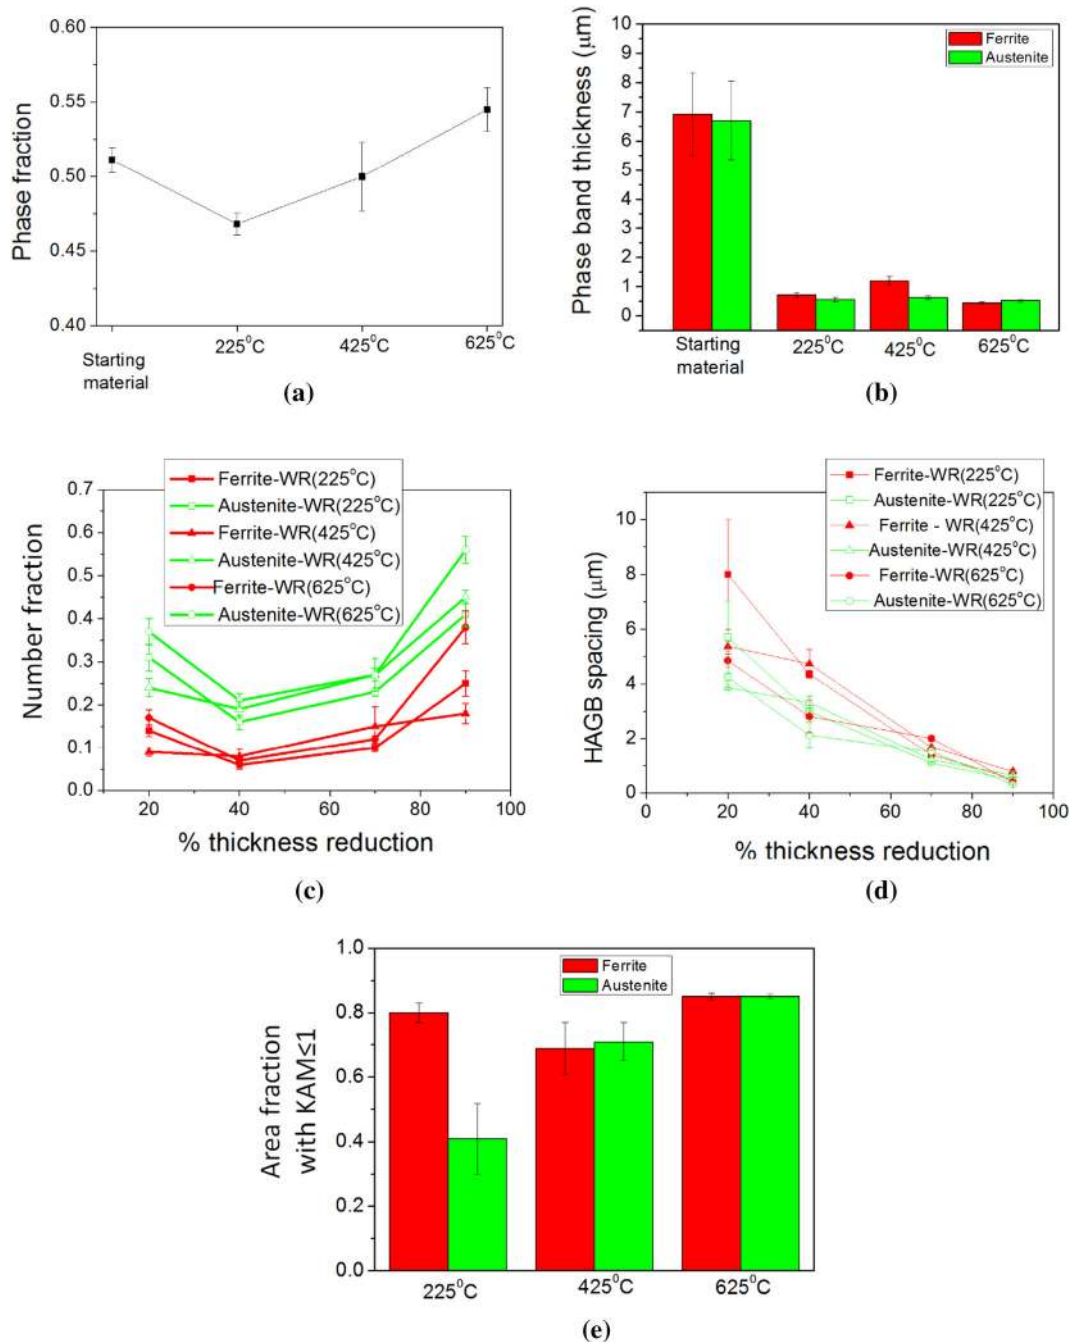 0.60
0.55
0.50
0.45
0.40
Phase fraction
Starting material
225°C
425°C
625°C
(a)
10
9
8
7
6
5
4
3
2
1
0
Phase band thickness (μm)
Ferrite
Austenite
Starting material
225°C
425°C
625°C
(b)
Ferrite-WR(225°C)
Austenite-WR(225°C)
Ferrite-WR(425°C)
Austenite-WR(425°C)
Ferrite-WR(625°C)
Austenite-WR(625°C)
0.7
0.6
0.5
0.4
0.3
0.2
0.1
0.0
Number fraction
20
40
60
80
100
% thickness reduction
(c)
Ferrite-WR(225°C)
Austenite-WR(225°C)
Ferrite - WR(425°C)
Austenite-WR(425°C)
Ferrite-WR(625°C)
Austenite-WR(625°C)
10
8
6
4
2
0
HAGB spacing (μm)
0
20
40
60
80
100
% thickness reduction
(d)
1.0
0.8
0.6
0.4
0.2
0.0
Area fraction
with KAM≤1
Ferrite
Austenite
225°C
425°C
625°C
(e)